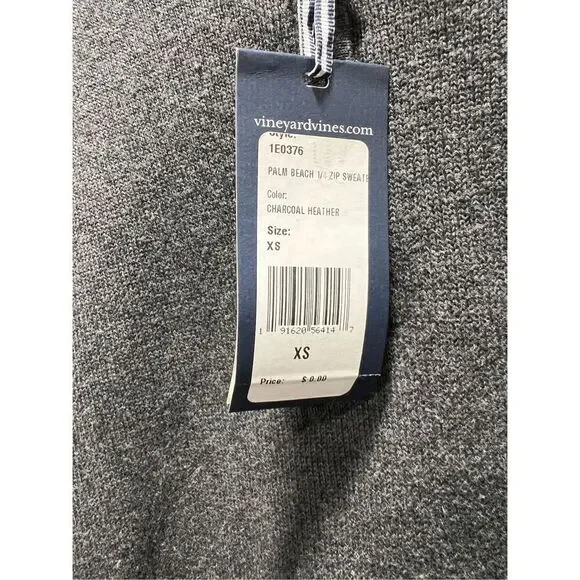 vineyardvines.com
Style:
1E0376
PALM BEACH 1/4 ZIP SWEATE
Color:
CHARCOAL HEATHER
Size:
XS
1 91620 56414 7
XS
Price: $ 0.00